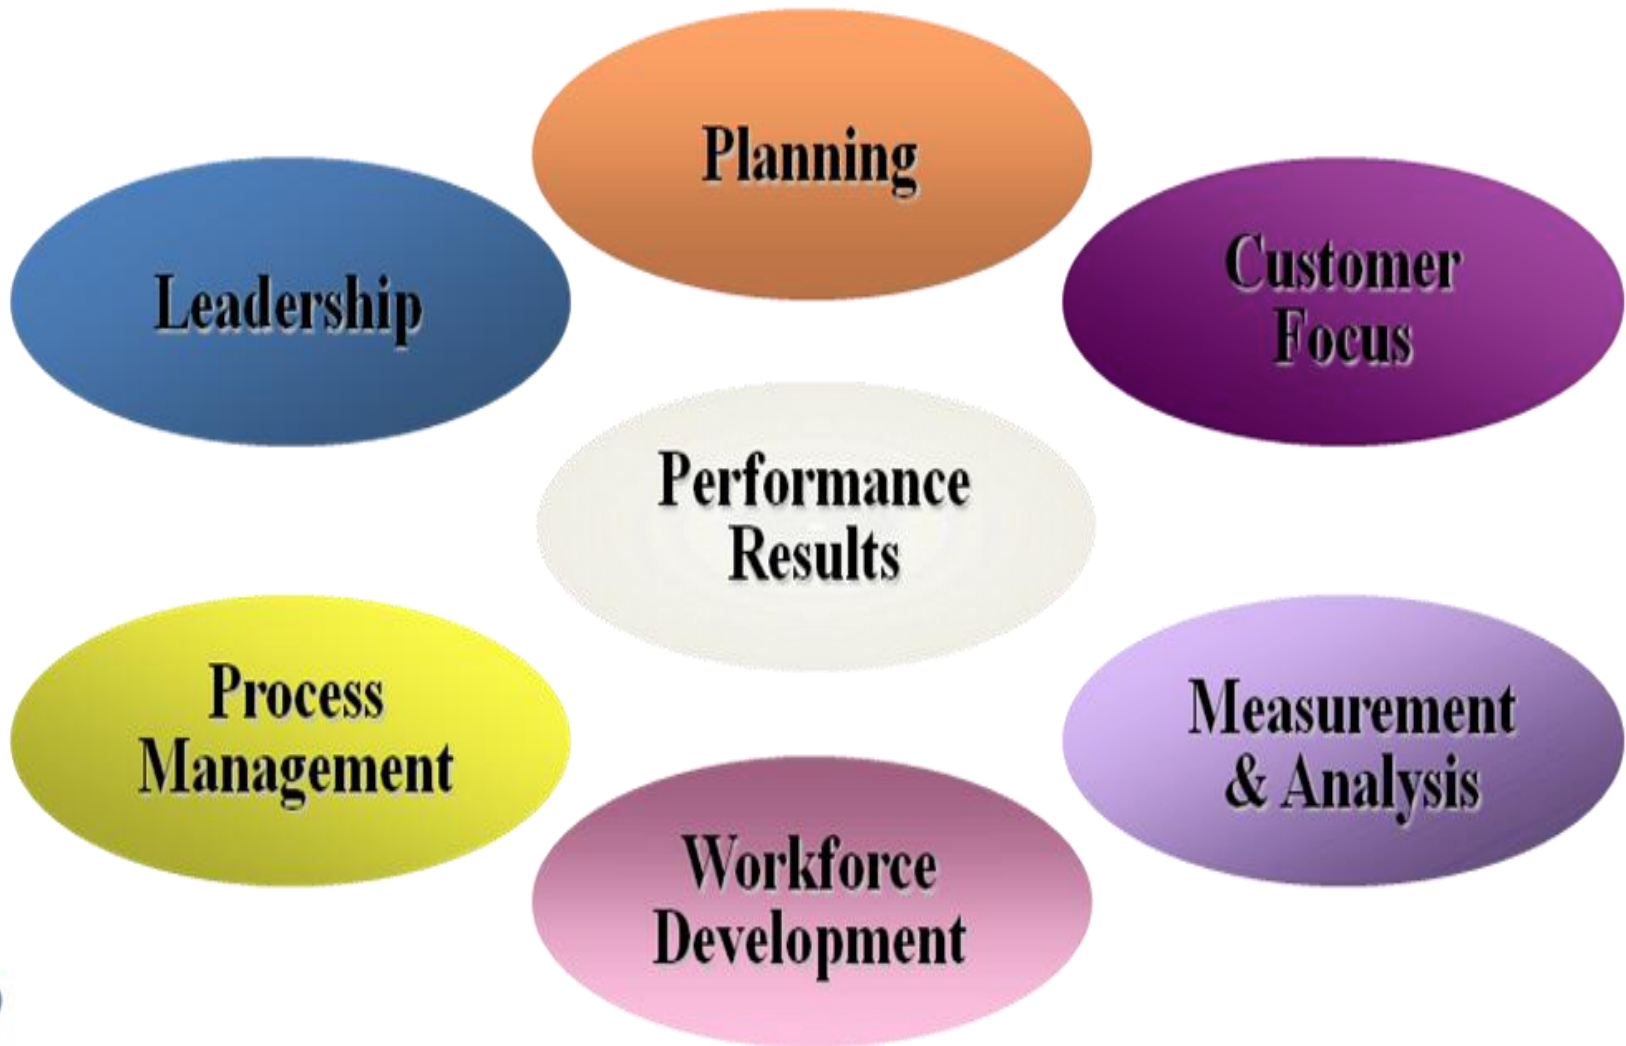 Planning
Leadership
Customer
Focus
Performance
Results
Process
Management
Measurement
& Analysis
Workforce
Development